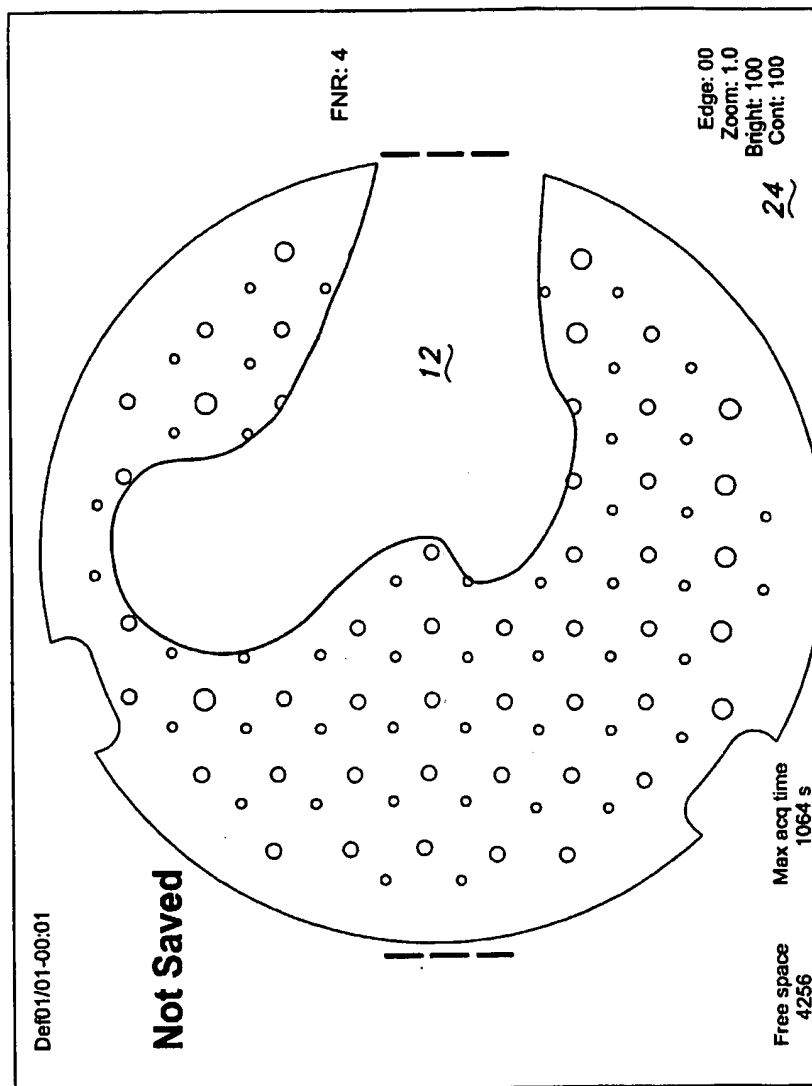 Def01/01-00:01
Not Saved
FNR: 4
12
Edge: 00
Zoom: 1.0
Bright: 100
Cont: 100
24
Free space
4256
Max acq time
1064 s